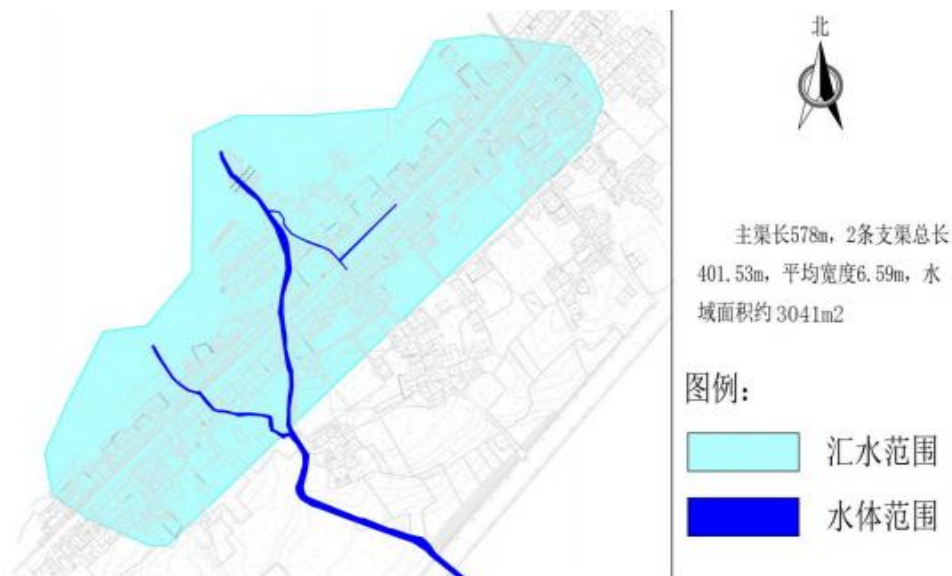 北
主渠长578m，2条支渠总长
401.53m，平均宽度6.59m，水
域面积约3041m2
图例：
汇水范围
水体范围